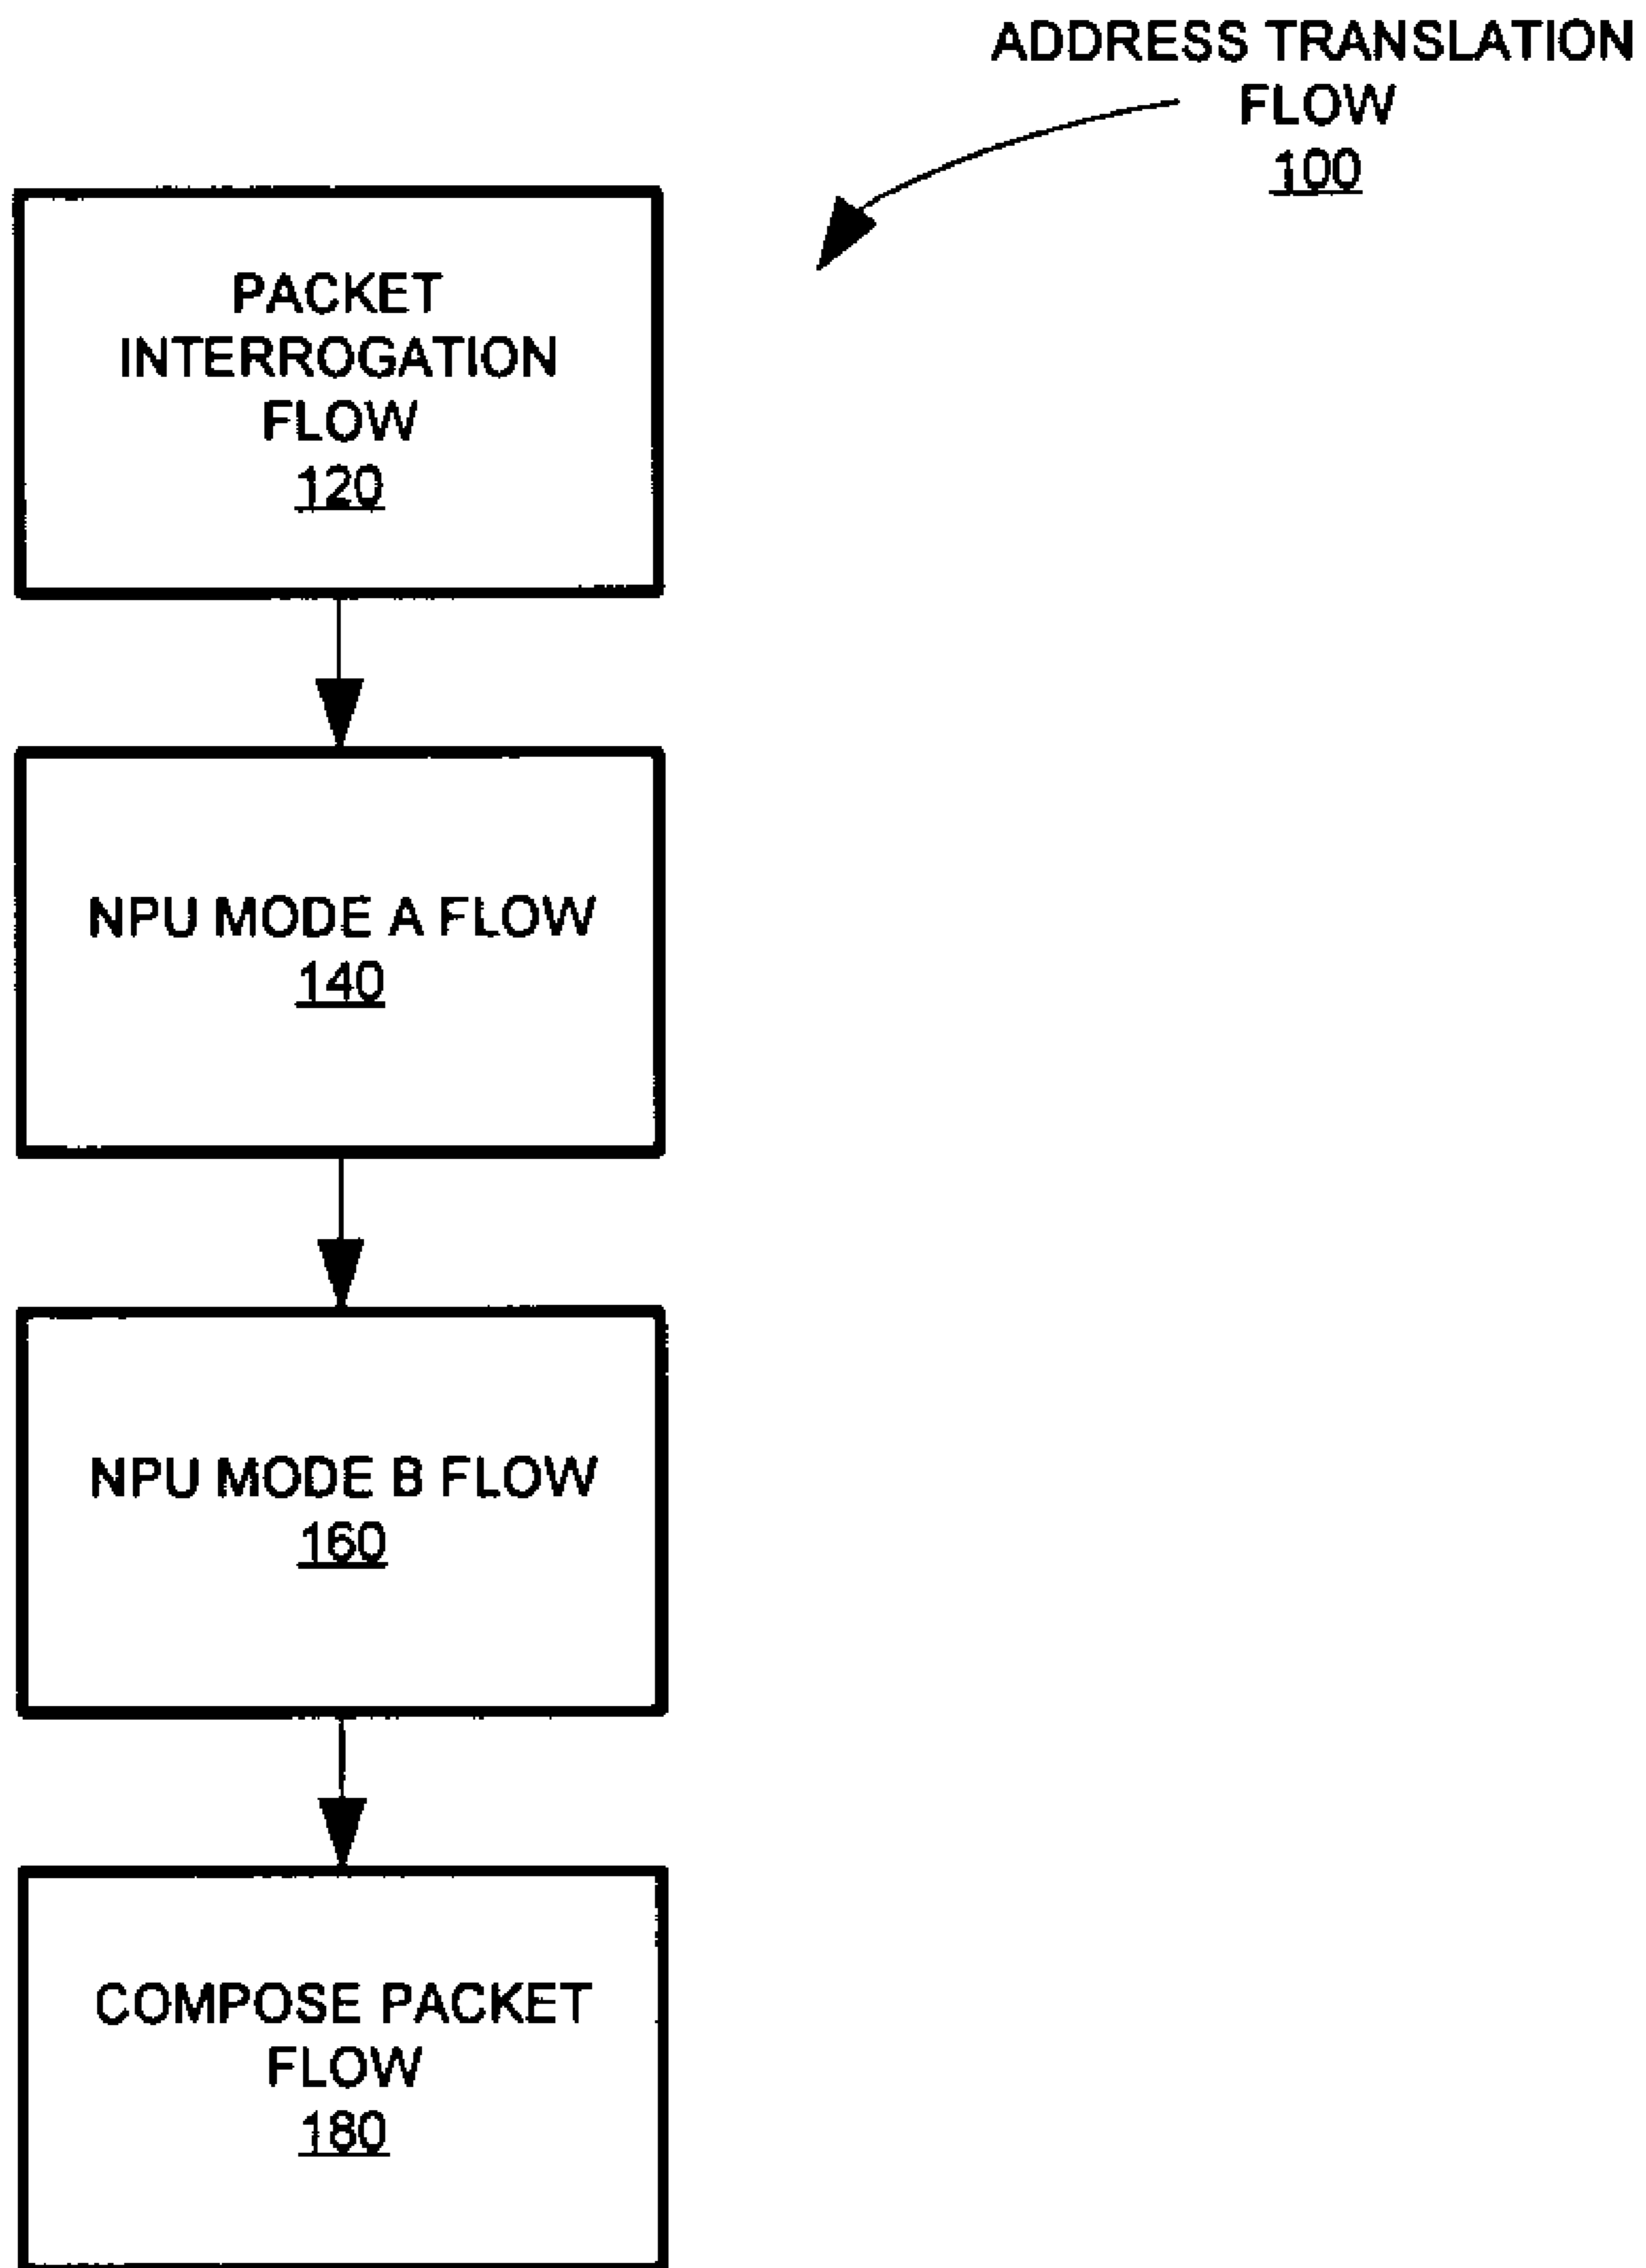 ADDRESS TRANSLATION
FLOW
100
PACKET
INTERROGATION
FLOW
120
NPU MODE A FLOW
140
NPU MODE B FLOW
160
COMPOSE PACKET
FLOW
180